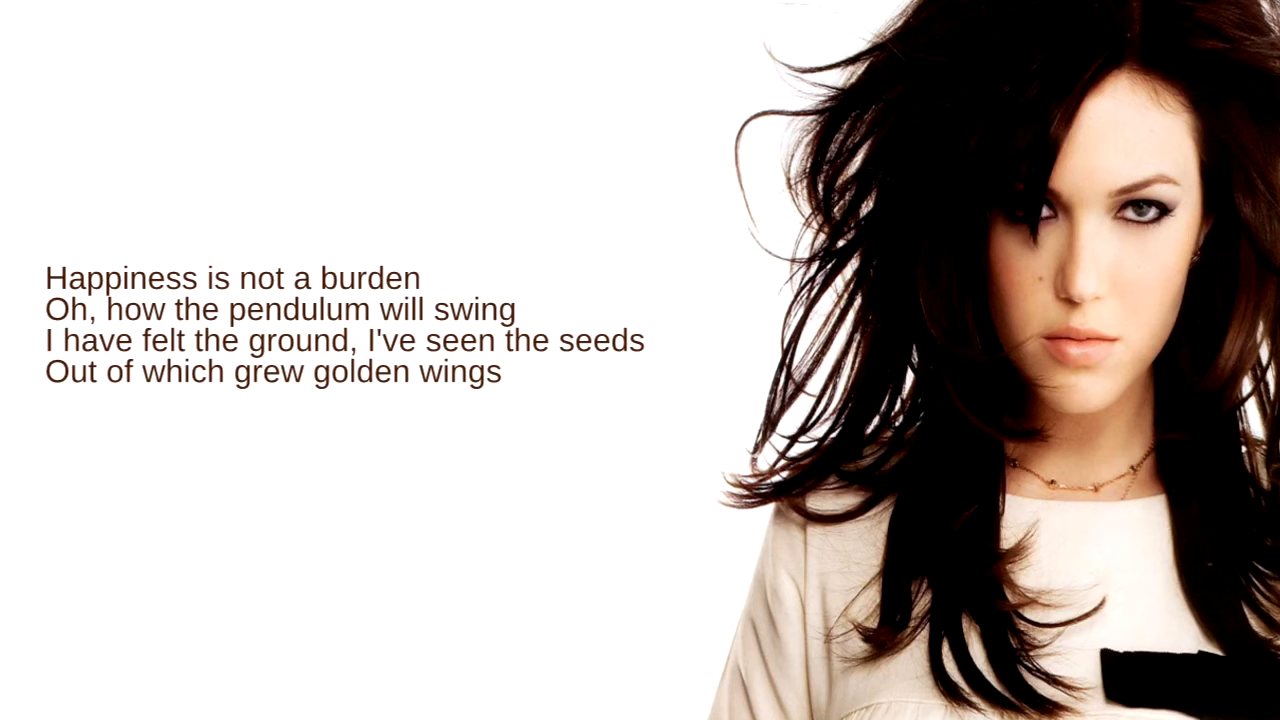 Happiness is not a burden
Oh, how the pendulum will swing
I have felt the ground, I've seen the seeds
Out of which grew golden wings